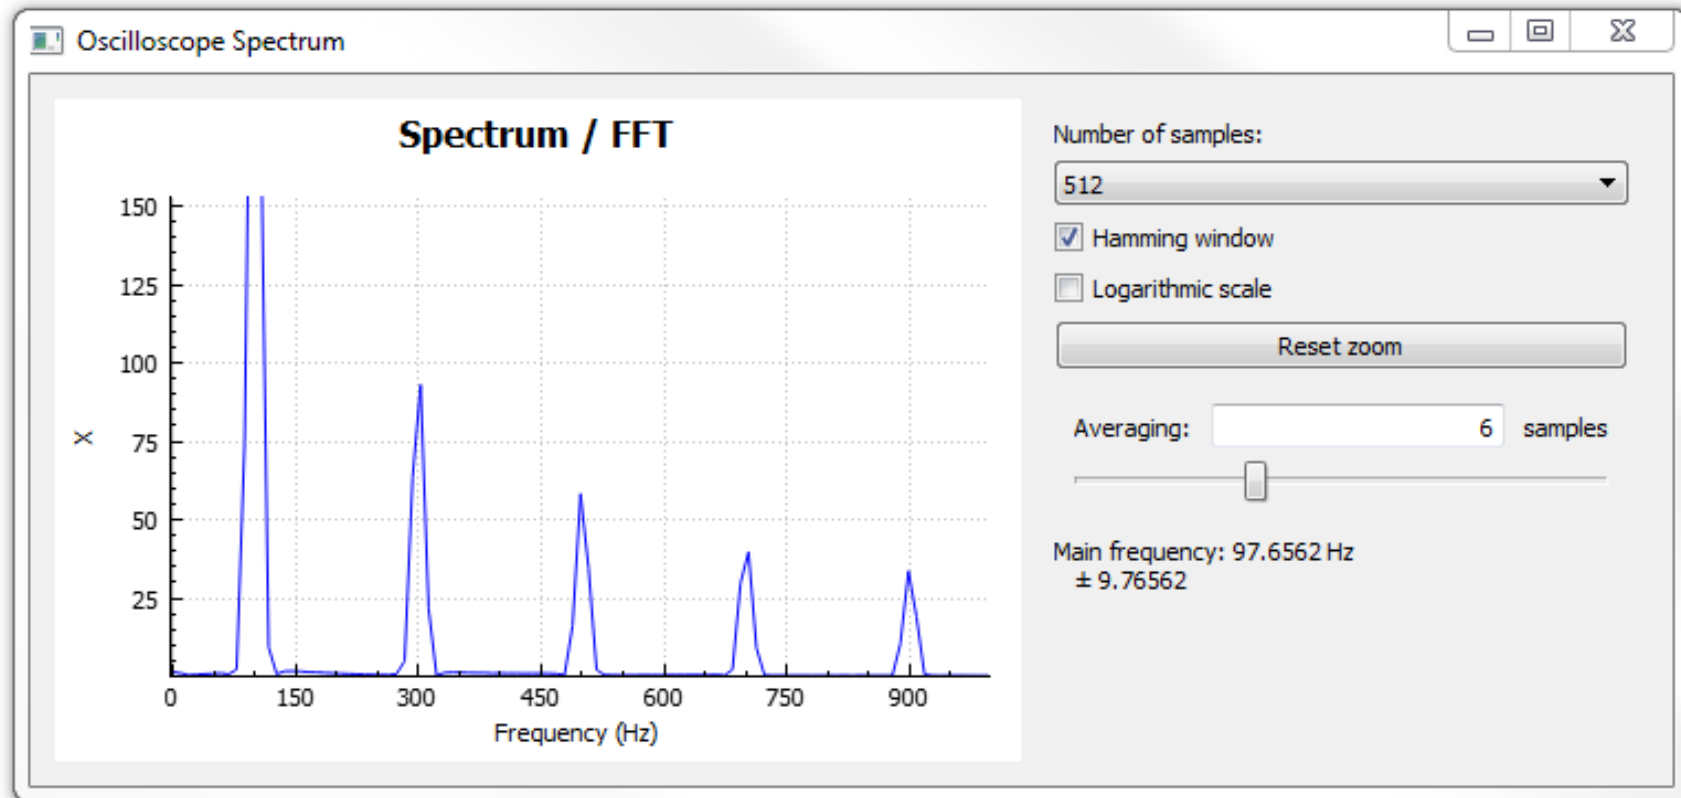 Oscilloscope Spectrum
Spectrum / FFT
150
125
100
75
50
25
X
0 150 300 450 600 750 900
Frequency (Hz)
Number of samples:
512
Hamming window
Logarithmic scale
Reset zoom
Averaging: 6 samples
Main frequency: 97.6562 Hz
± 9.76562